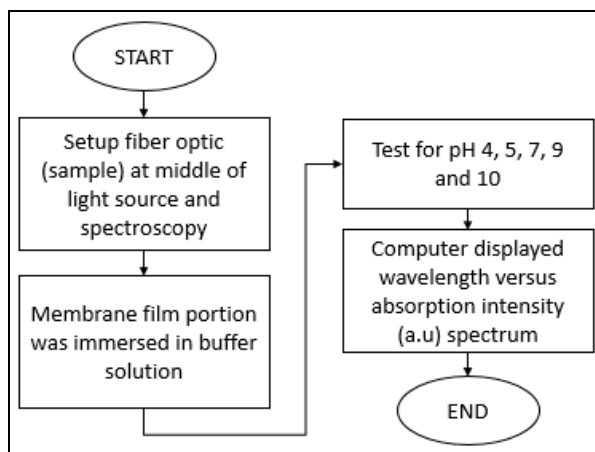 START
Setup fiber optic
(sample) at middle of
light source and
spectroscopy
Membrane film portion
was immersed in buffer
solution
Test for pH 4, 5, 7, 9
and 10
Computer displayed
wavelength versus
absorption intensity
(a.u) spectrum
END